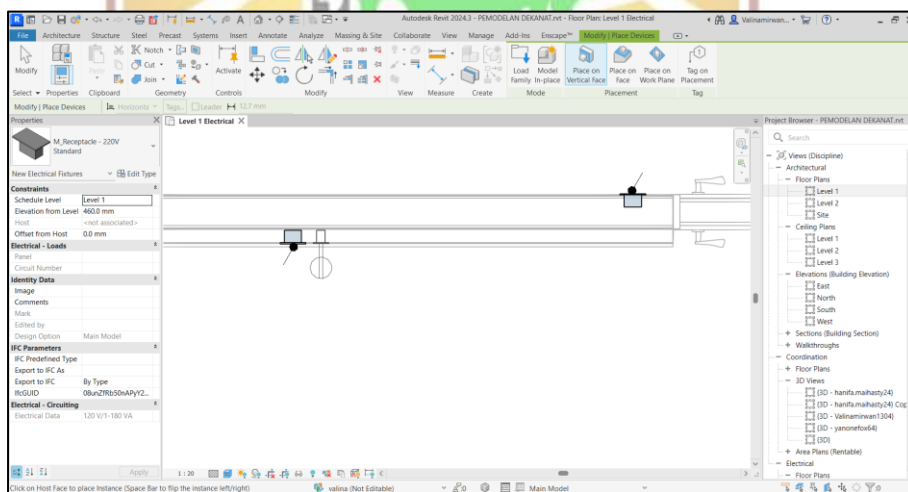 Autodesk Revit 2024.3 - PEMODELAN DEKANAT.rvt - Floor Plan: Level 1 Electrical
Valinamirwan...
File Architecture Structure Steel Precast Systems Insert Annotate Analyze Massing & Site Collaborate View Manage Add-Ins Enscape™ Modify | Place Devices
Modify
Paste
Notch
Cut
Join
Activate
Load Family
Model In-place
Place on Vertical Face
Place on Face
Place on Work Plane
Tag on Placement
Select Properties Clipboard Geometry Controls Modify View Measure Create Mode Placement Tag
Modify | Place Devices Horizonta Tags... Leader 12.7 mm
Properties
Level 1 Electrical
Project Browser - PEMODELAN DEKANAT.rvt
M_Receptacle - 220V
Standard
New Electrical Fixtures Edit Type
Constraints
Schedule Level Level 1
Elevation from Level 460.0 mm
Host <not associated>
Offset from Host 0.0 mm
Electrical - Loads
Panel
Circuit Number
Identity Data
Image
Comments
Mark
Edited by
Design Option Main Model
IFC Parameters
IFC Predefined Type
Export to IFC As
Export to IFC By Type
IfcGUID 08unZfRb50nAPyY2...
Electrical - Circuiting
Electrical Data 120 V/1-180 VA
Apply
Search
Views (Discipline)
Architectural
Floor Plans
Level 1
Level 2
Site
Ceiling Plans
Level 1
Level 2
Level 3
Elevations (Building Elevation)
East
North
South
West
Sections (Building Section)
Walkthroughs
Coordination
Floor Plans
3D Views
{3D - hanifa.maihasty24}
{3D - hanifa.maihasty24} Cop
{3D - Valinamirwan1304}
{3D - yanonefox64}
{3D}
Area Plans (Rentable)
Electrical
Floor Plans
1 : 20
Click on Host Face to place Instance (Space Bar to flip the instance left/right) valina (Not Editable) :0 Main Model :0